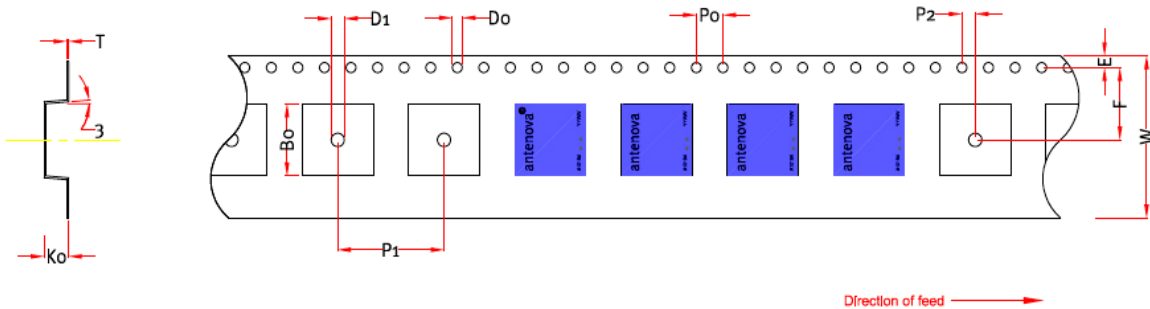 D1
Do
Po
P2
T
E
F
W
3
Bo
antenova
antenova
antenova
antenova
Ko
P1
Direction of feed